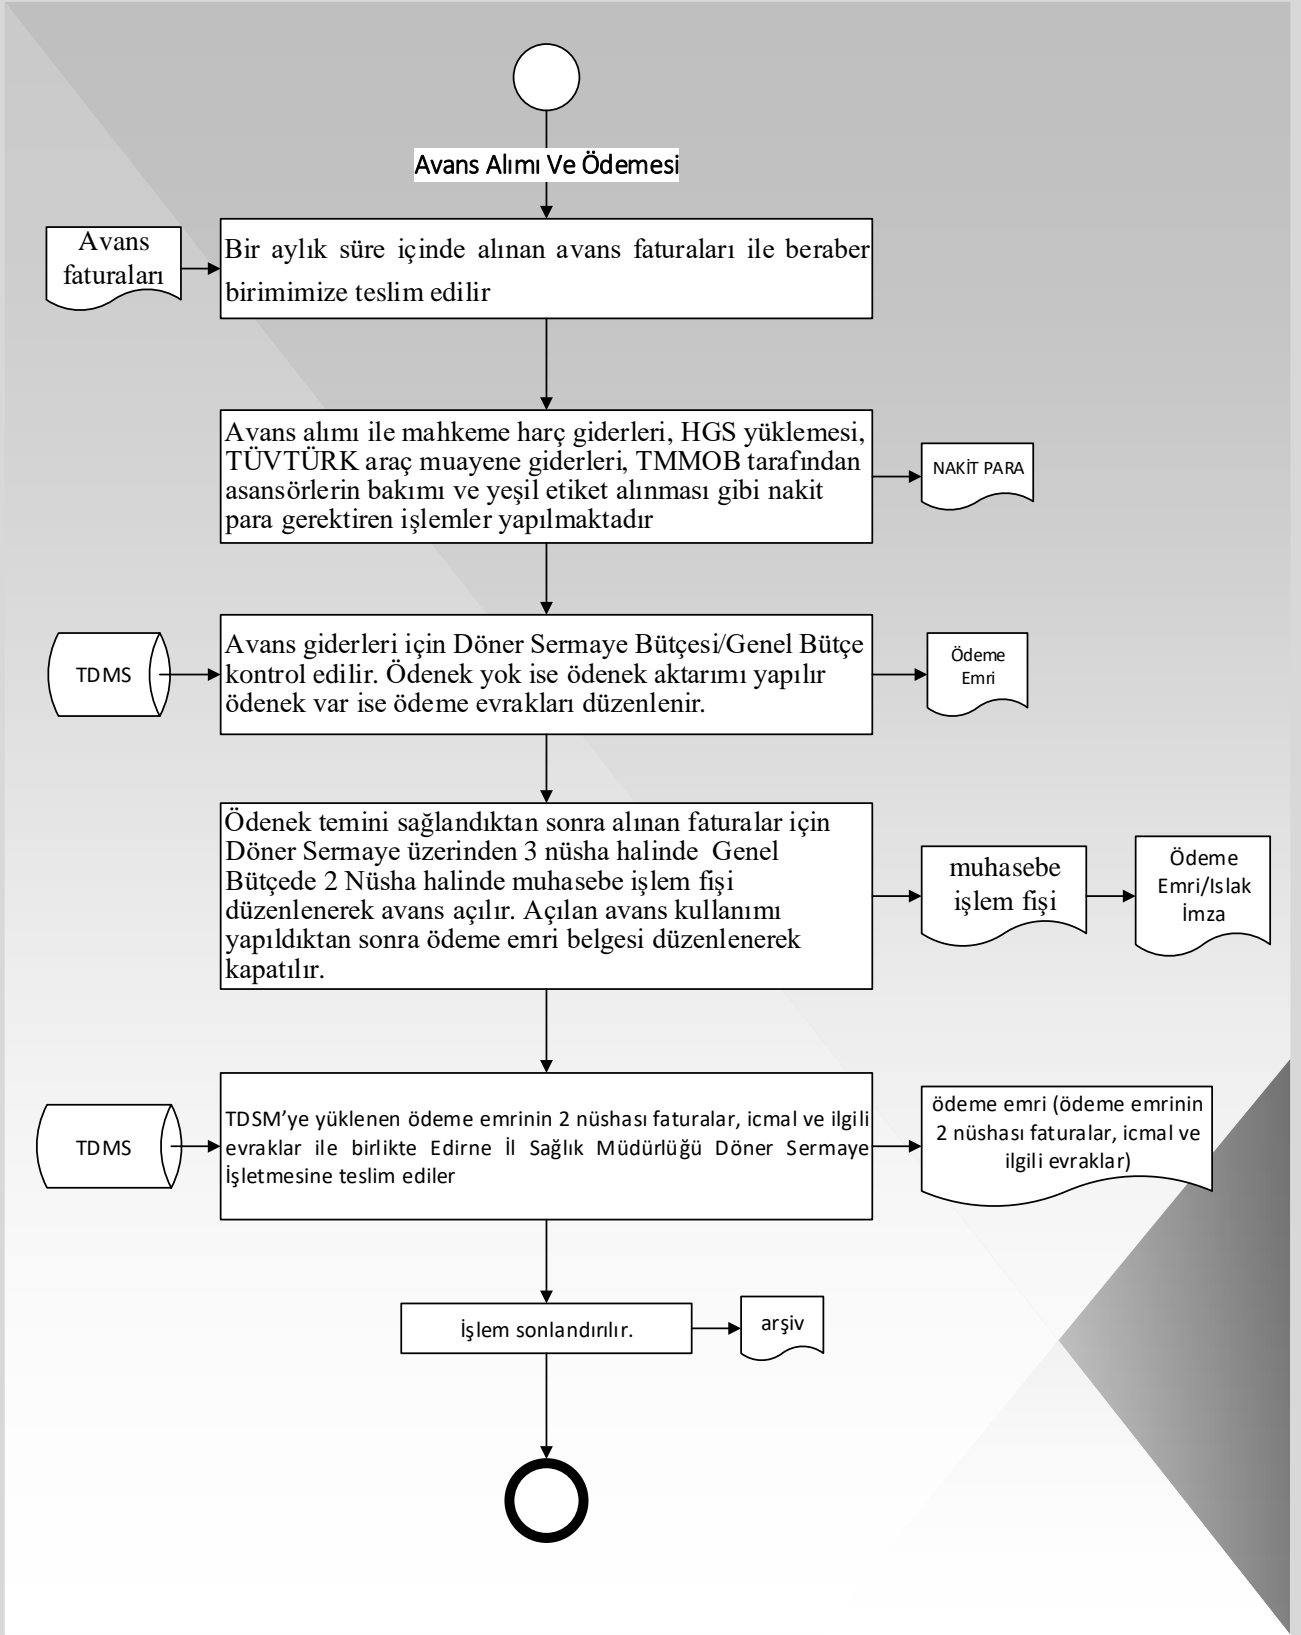 Avans Alımı Ve Ödemesi
Avans
faturaları
Bir aylık süre içinde alınan avans faturaları ile beraber
birimimize teslim edilir
Avans alımı ile mahkeme harç giderleri, HGS yüklemesi,
TÜVTÜRK araç muayene giderleri, TMMOB tarafından
asansörlerin bakımı ve yeşil etiket alınması gibi nakit
para gerektiren işlemler yapılmaktadır
NAKİT PARA
TDMS
Avans giderleri için Döner Sermaye Bütçesi/Genel Bütçe
kontrol edilir. Ödenek yok ise ödenek aktarımı yapılır
ödenek var ise ödeme evrakları düzenlenir.
Ödeme
Emri
Ödenek temini sağlandıktan sonra alınan faturalar için
Döner Sermaye üzerinden 3 nüsha halinde  Genel
Bütçede 2 Nüsha halinde muhasebe işlem fişi
düzenlenerek avans açılır. Açılan avans kullanımı
yapıldıktan sonra ödeme emri belgesi düzenlenerek
kapatılır.
muhasebe
işlem fişi
Ödeme
Emri/Islak
İmza
TDMS
TDSM’ye yüklenen ödeme emrinin 2 nüshası faturalar, icmal ve ilgili
evraklar ile birlikte Edirne İl Sağlık Müdürlüğü Döner Sermaye
İşletmesine teslim ediler
ödeme emri (ödeme emrinin
2 nüshası faturalar, icmal ve
ilgili evraklar)
İşlem sonlandırılır.
arşiv